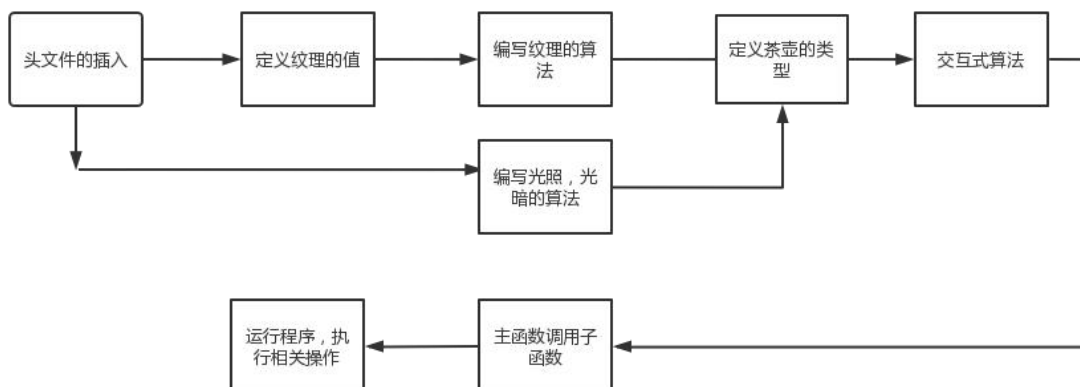 头文件的插入
定义纹理的值
编写纹理的算
法
定义茶壶的类
型
交互式算法
编写光照，光
暗的算法
运行程序，执
行相关操作
主函数调用子
函数